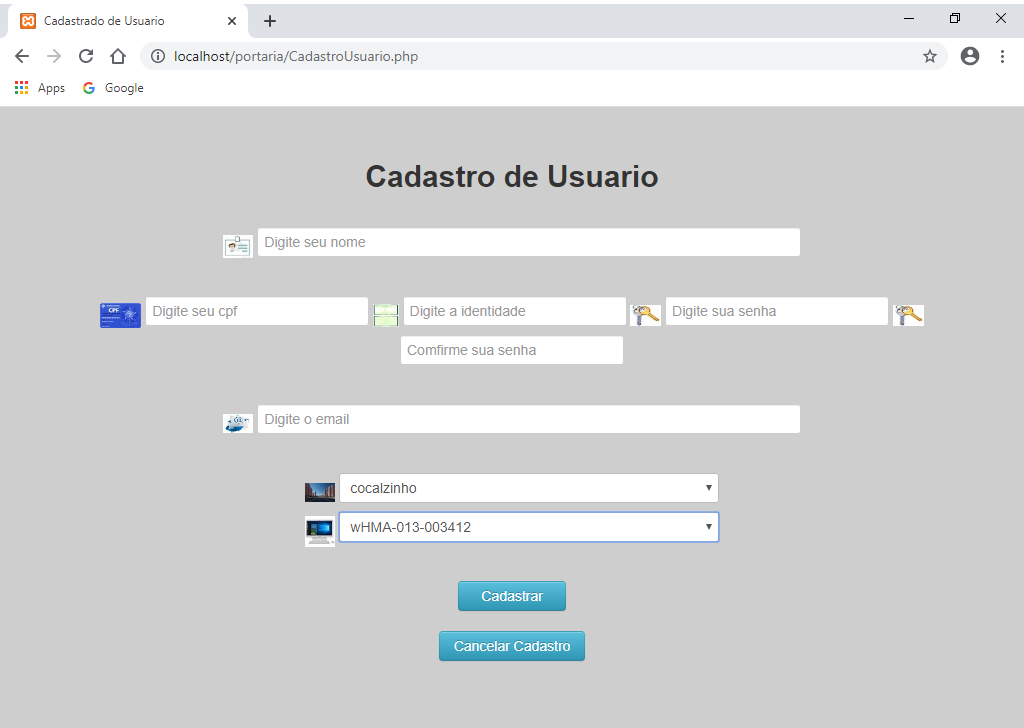 Cadastrado de Usuario
localhost/portaria/CadastroUsuario.php
Apps Google
Cadastro de Usuario
Digite seu nome
CPF
Digite seu cpf Digite a identidade Digite sua senha
Comfirme sua senha
Digite o email
cocalzinho
wHMA-013-003412
Cadastrar
Cancelar Cadastro